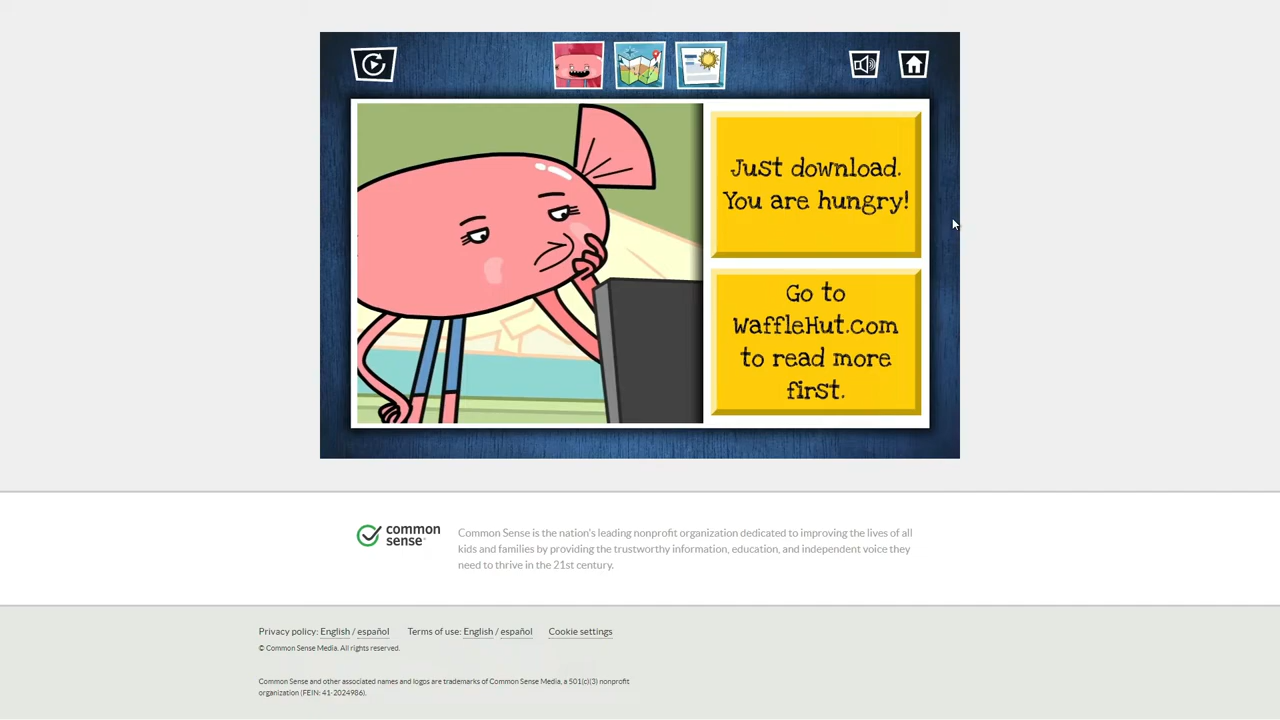 Just download.
You are hungry!
Go to
WaffleHut.com
to read more
first.
common
sense
Common Sense is the nation's leading nonprofit organization dedicated to improving the lives of all
kids and families by providing the trustworthy information, education, and independent voice they
need to thrive in the 21st century.
Privacy policy: English / español Terms of use: English / español Cookie settings
© Common Sense Media. All rights reserved.
Common Sense and other associated names and logos are trademarks of Common Sense Media, a 501(c)(3) nonprofit
organization (FEIN: 41-2024986).